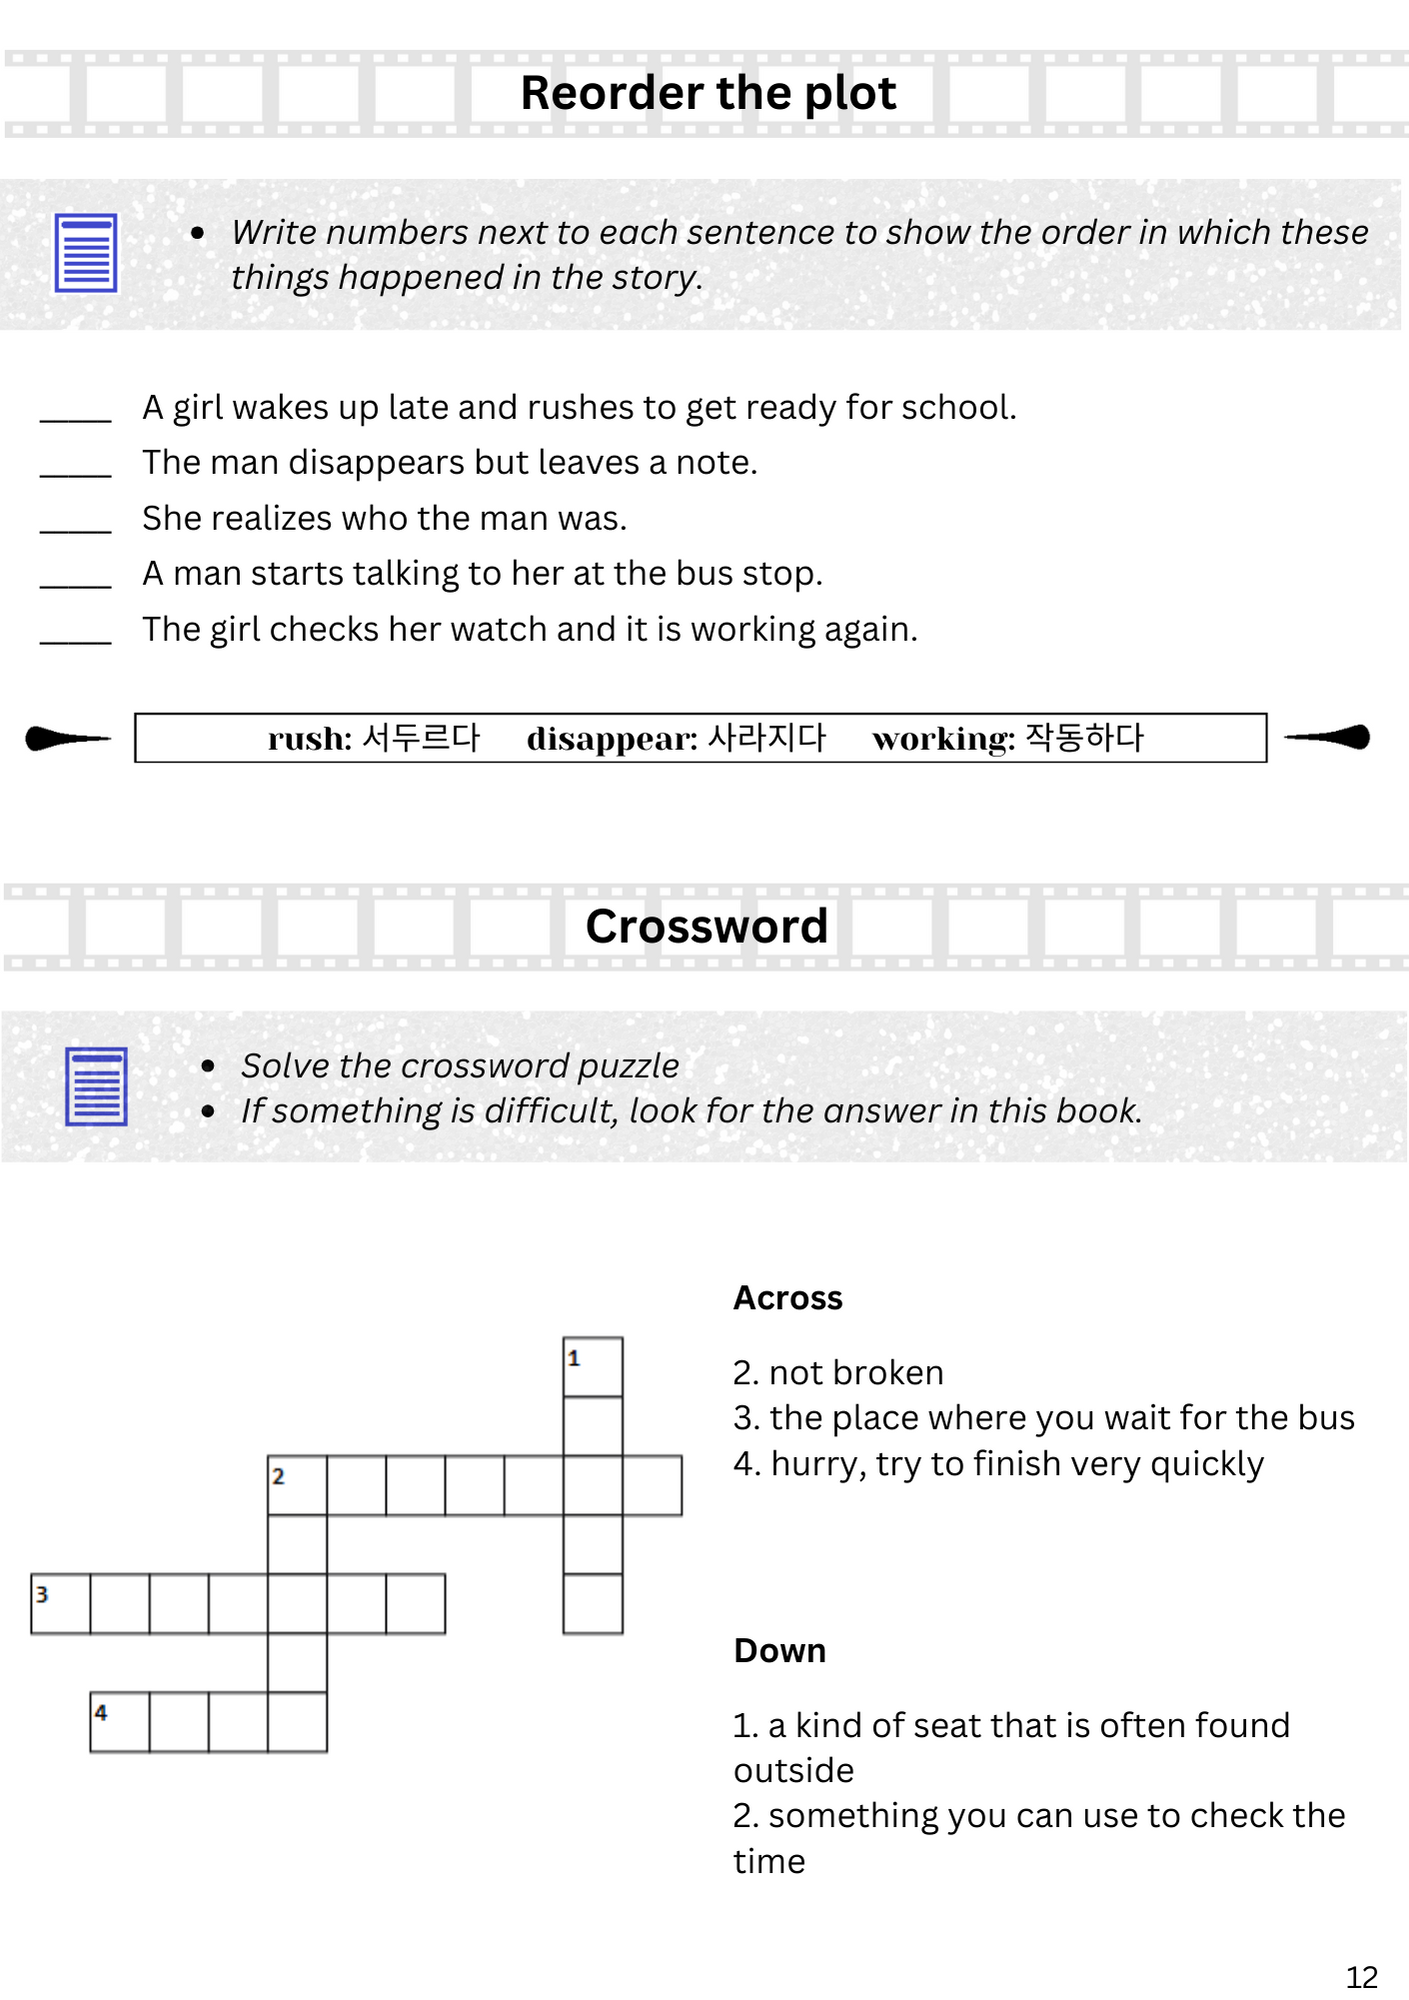 Reorder the plot
• Write numbers next to each sentence to show the order in which these
things happened in the story.
____ A girl wakes up late and rushes to get ready for school.
____ The man disappears but leaves a note.
____ She realizes who the man was.
____ A man starts talking to her at the bus stop.
____ The girl checks her watch and it is working again.
rush: 서두르다 disappear: 사라지다 working: 작동하다
Crossword
• Solve the crossword puzzle
• If something is difficult, look for the answer in this book.
1
2
3
4
Across
2. not broken
3. the place where you wait for the bus
4. hurry, try to finish very quickly
Down
1. a kind of seat that is often found
outside
2. something you can use to check the
time
12